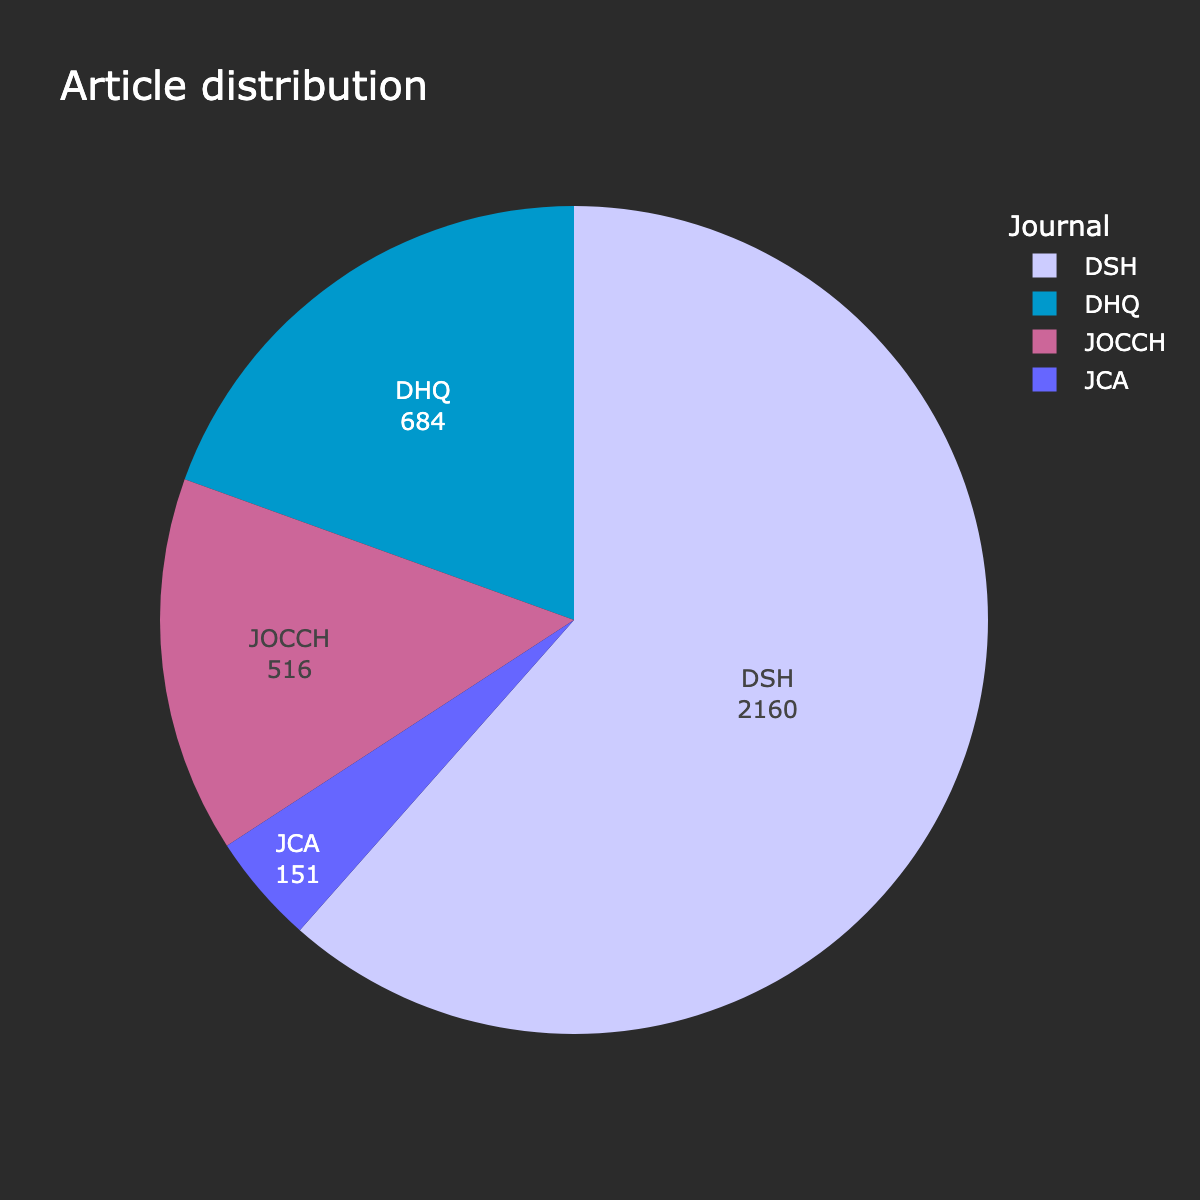 Article distribution
Journal
DSH
DHQ
JOCCH
JCA
DHQ
684
JOCCH
516
DSH
2160
JCA
151